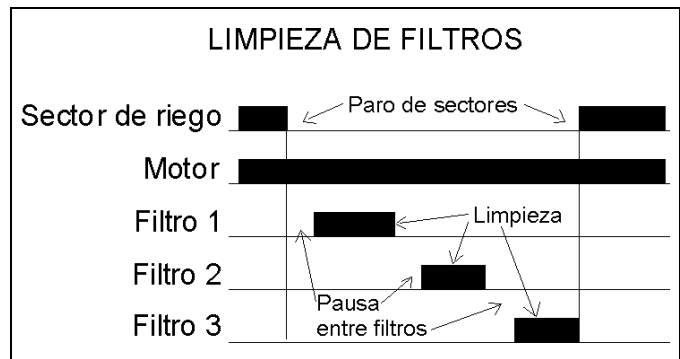 LIMPIEZA DE FILTROS
Sector de riego
Paro de sectores
Motor
Filtro 1
Limpieza
Filtro 2
Pausa
entre filtros
Filtro 3